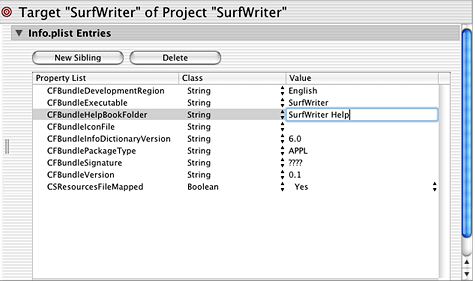 Target "SurfWriter" of Project "SurfWriter"
Info.plist Entries
New Sibling Delete
Property List Class Value
CFBundleDevelopmentRegion String English
CFBundleExecutable String SurfWriter
CFBundleHelpBookFolder String SurfWriter Help
CFBundleIconFile String
CFBundleInfoDictionaryVersion String 6.0
CFBundlePackageType String APPL
CFBundleSignature String ????
CFBundleVersion String 0.1
CSResourcesFileMapped Boolean Yes